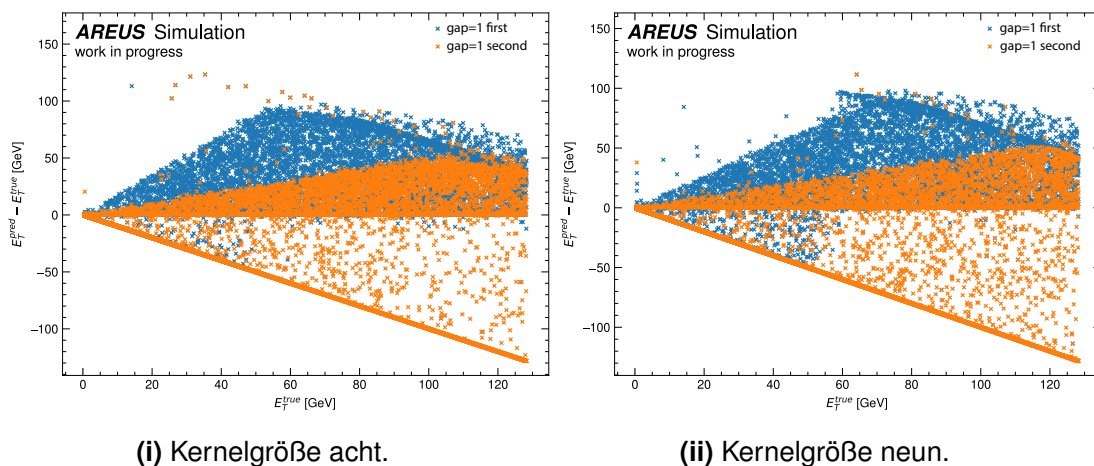 AREUS Simulation
work in progress
gap=1 first
gap=1 second
150
100
50
0
−50
−100
E_T^pred − E_T^true [GeV]
0 20 40 60 80 100 120
E_T^true [GeV]
(i) Kernelgröße acht.
AREUS Simulation
work in progress
gap=1 first
gap=1 second
150
100
50
0
−50
−100
E_T^pred − E_T^true [GeV]
0 20 40 60 80 100 120
E_T^true [GeV]
(ii) Kernelgröße neun.